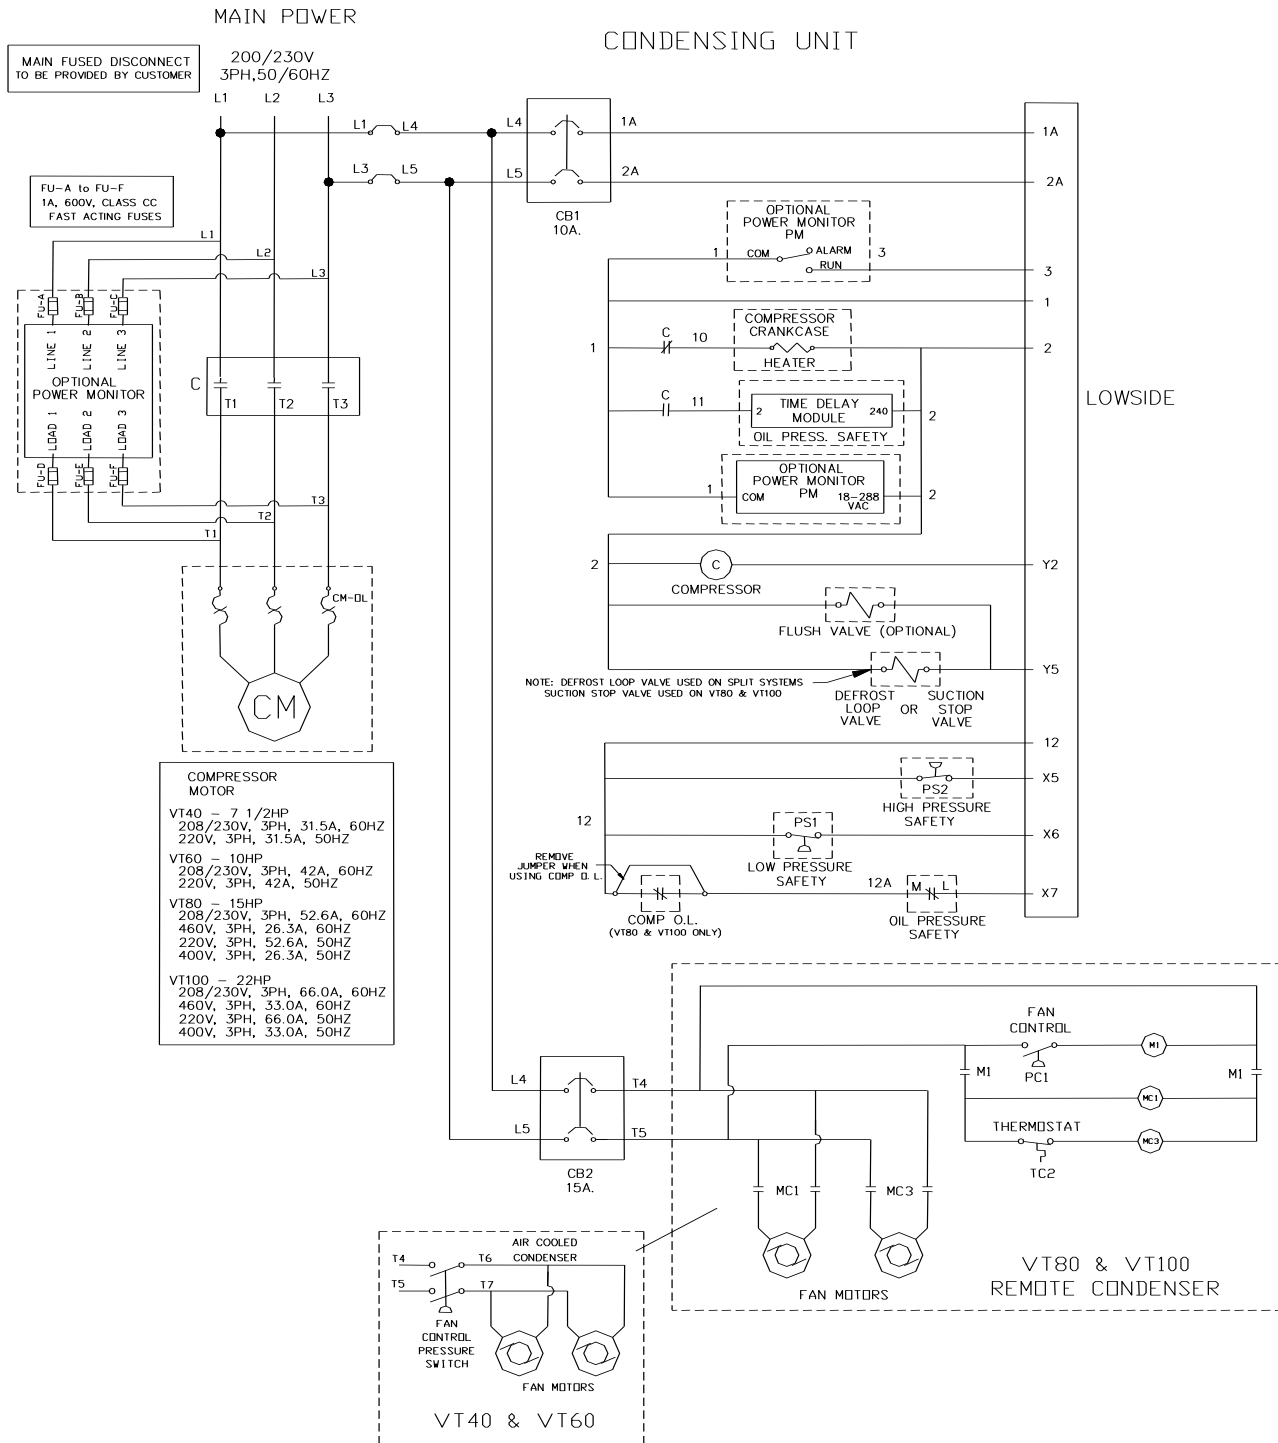 MAIN POWER
CONDENSING UNIT
MAIN FUSED DISCONNECT
TO BE PROVIDED BY CUSTOMER
200/230V
3PH,50/60HZ
L1 L2 L3
L1 L4 L4 1A 1A
L3 L5 L5 2A 2A
CB1
10A.
FU-A to FU-F
1A, 600V, CLASS CC
FAST ACTING FUSES
L1
L2
L3
FU-A FU-B FU-C
LINE 1 LINE 2 LINE 3
OPTIONAL
POWER MONITOR
LOAD 1 LOAD 2 LOAD 3
FU-D FU-E FU-F
C
T1 T2 T3
T3
T2
T1
CM-OL
CM
OPTIONAL
POWER MONITOR
PM
1 COM ALARM 3
RUN 3
1
COMPRESSOR
CRANKCASE
HEATER
1 C 10 2
C 11 2 TIME DELAY
MODULE 240 2
OIL PRESS. SAFETY
OPTIONAL
POWER MONITOR
1 COM PM 18-288
VAC 2
LOWSIDE
2 C Y2
COMPRESSOR
FLUSH VALVE (OPTIONAL)
Y5
NOTE: DEFROST LOOP VALVE USED ON SPLIT SYSTEMS
SUCTION STOP VALVE USED ON VT80 & VT100
DEFROST
LOOP
VALVE
OR
SUCTION
STOP
VALVE
12
X5
PS2
HIGH PRESSURE
SAFETY
12 PS1 X6
LOW PRESSURE
SAFETY
REMOVE
JUMPER WHEN
USING COMP O.L.
12A M L X7
COMP O.L.
(VT80 & VT100 ONLY)
OIL PRESSURE
SAFETY
COMPRESSOR
MOTOR
VT40 - 7 1/2HP
208/230V, 3PH, 31.5A, 60HZ
220V, 3PH, 31.5A, 50HZ
VT60 - 10HP
208/230V, 3PH, 42A, 60HZ
220V, 3PH, 42A, 50HZ
VT80 - 15HP
208/230V, 3PH, 52.6A, 60HZ
460V, 3PH, 26.3A, 60HZ
220V, 3PH, 52.6A, 50HZ
400V, 3PH, 26.3A, 50HZ
VT100 - 22HP
208/230V, 3PH, 66.0A, 60HZ
460V, 3PH, 33.0A, 60HZ
220V, 3PH, 66.0A, 50HZ
400V, 3PH, 33.0A, 50HZ
FAN
CONTROL
M1
PC1
M1 M1
MC1
THERMOSTAT
MC3
TC2
L4 T4
L5 T5
CB2
15A.
MC1 MC3
FAN MOTORS
VT80 & VT100
REMOTE CONDENSER
AIR COOLED
CONDENSER
T4 T6
T5 T7
FAN
CONTROL
PRESSURE
SWITCH
FAN MOTORS
VT40 & VT60